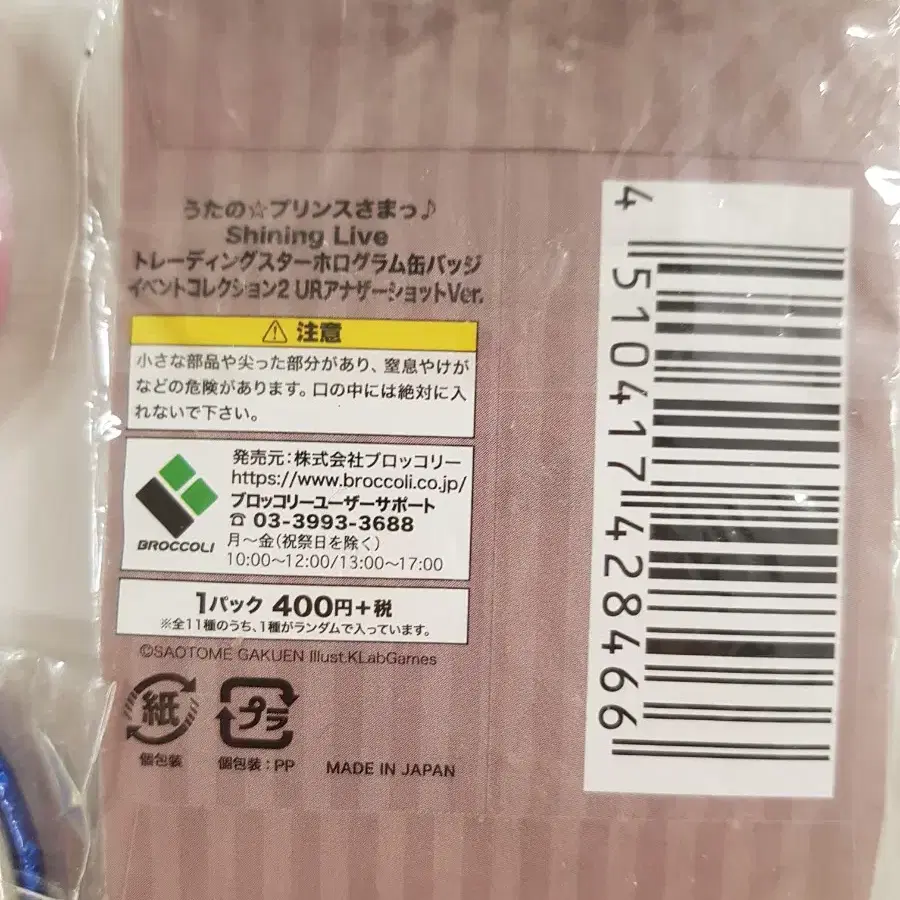 うたの☆プリンスさまっ♪
Shining Live
トレーディングスターホログラム缶バッジ
イベントコレクション2 URアナザーショットVer.
⚠ 注意
小さな部品や尖った部分があり、窒息やけが
などの危険があります。口の中には絶対に入
れないで下さい。
BROCCOLI
発売元:株式会社ブロッコリー
https://www.broccoli.co.jp/
ブロッコリーユーザーサポート
☎ 03-3993-3688
月〜金(祝祭日を除く)
10:00〜12:00/13:00〜17:00
1パック 400円+税
※全11種のうち、1種がランダムで入っています。
©SAOTOME GAKUEN Illust.KLabGames
紙
個包装
プラ
個包装:PP
MADE IN JAPAN
4 510417 428466